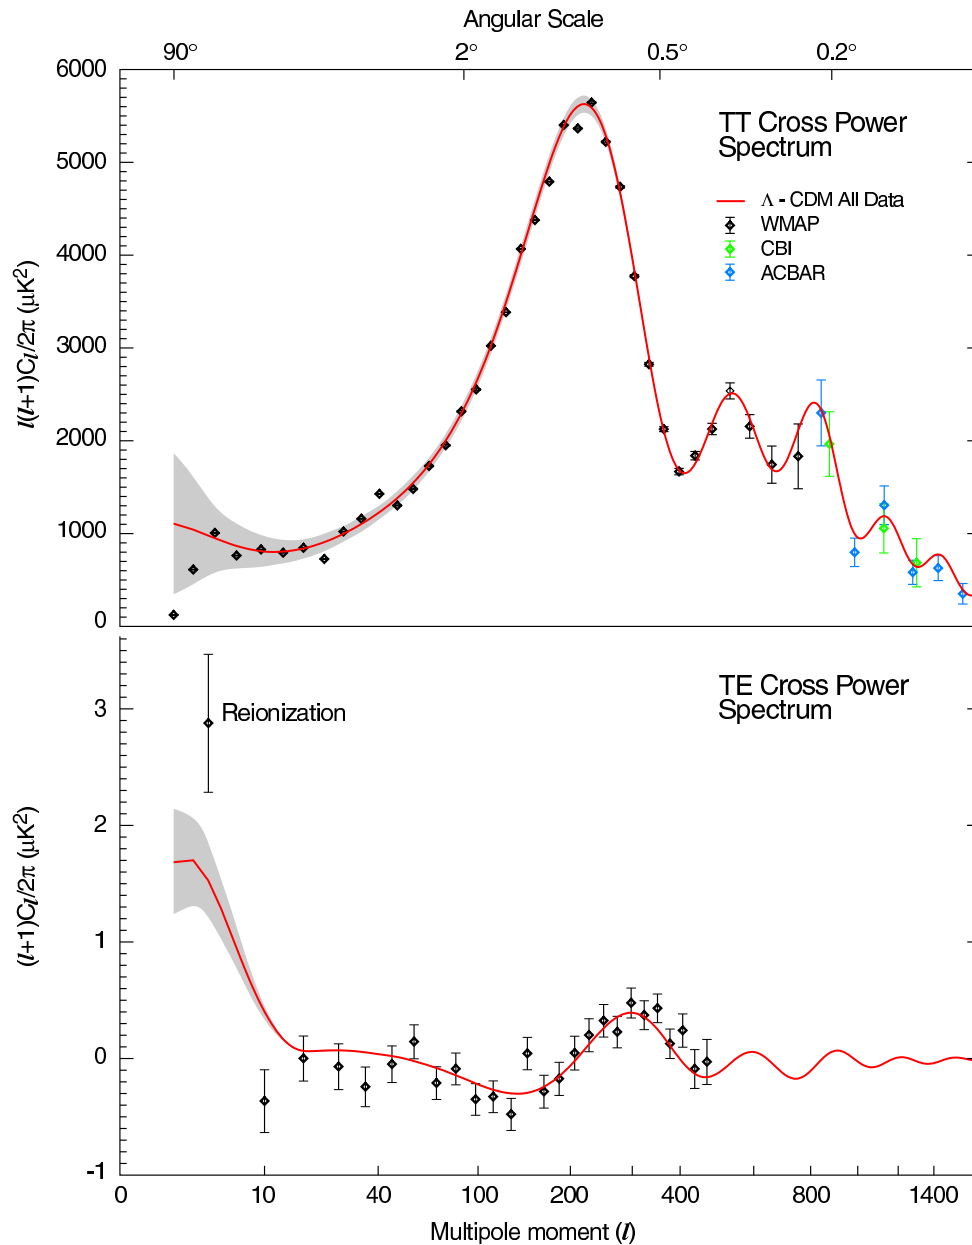 Angular Scale
90° 2° 0.5° 0.2°
6000
TT Cross Power
Spectrum
5000
Λ - CDM All Data
WMAP
CBI
ACBAR
4000
l(l+1)Cl/2π (μK2)
3000
2000
1000
0
TE Cross Power
Spectrum
3
Reionization
2
(l+1)Cl/2π (μK2)
1
0
-1
0 10 40 100 200 400 800 1400
Multipole moment (l)